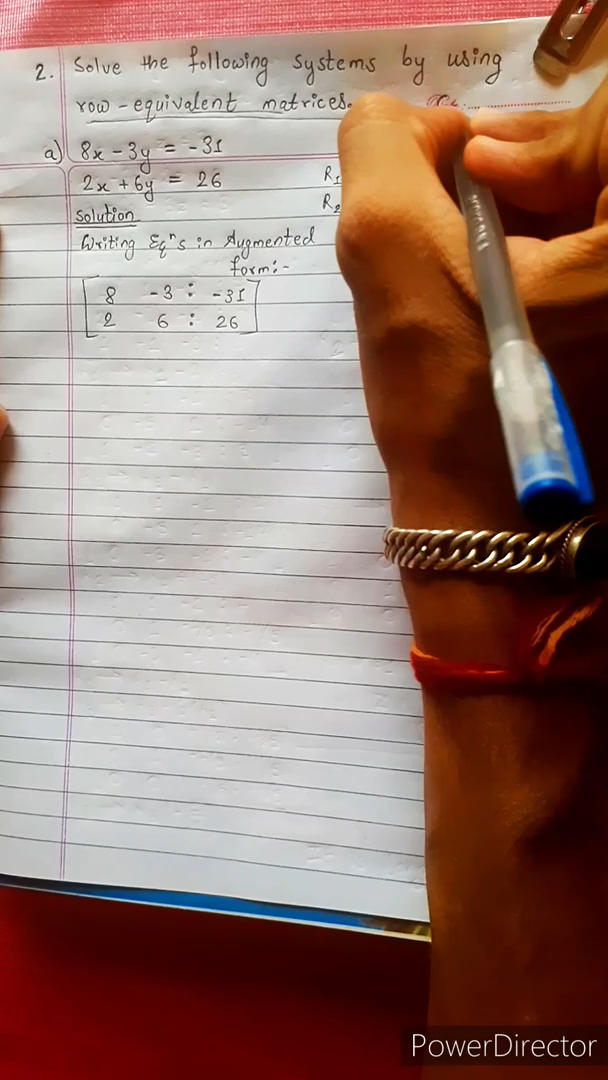 2. Solve the following systems by using
row-equivalent matrices.
a) 8x - 3y = -31
2x + 6y = 26
Solution
Writing Eqⁿs in Augmented
form:-
8 -3 : -31
2 6 : 26
R1
R2
PowerDirector